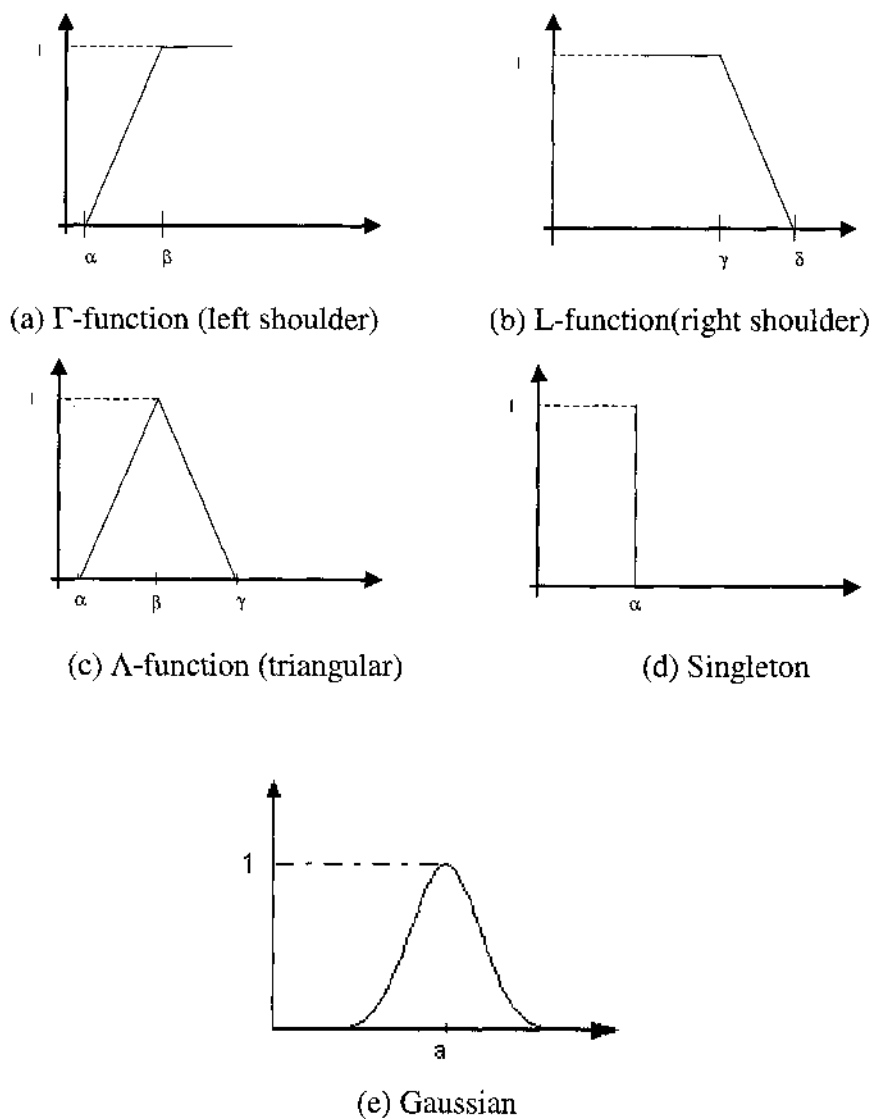 1
α β
(a) Γ-function (left shoulder)
1
γ δ
(b) L-function(right shoulder)
1
α β γ
(c) Λ-function (triangular)
1
α
(d) Singleton
1
a
(e) Gaussian